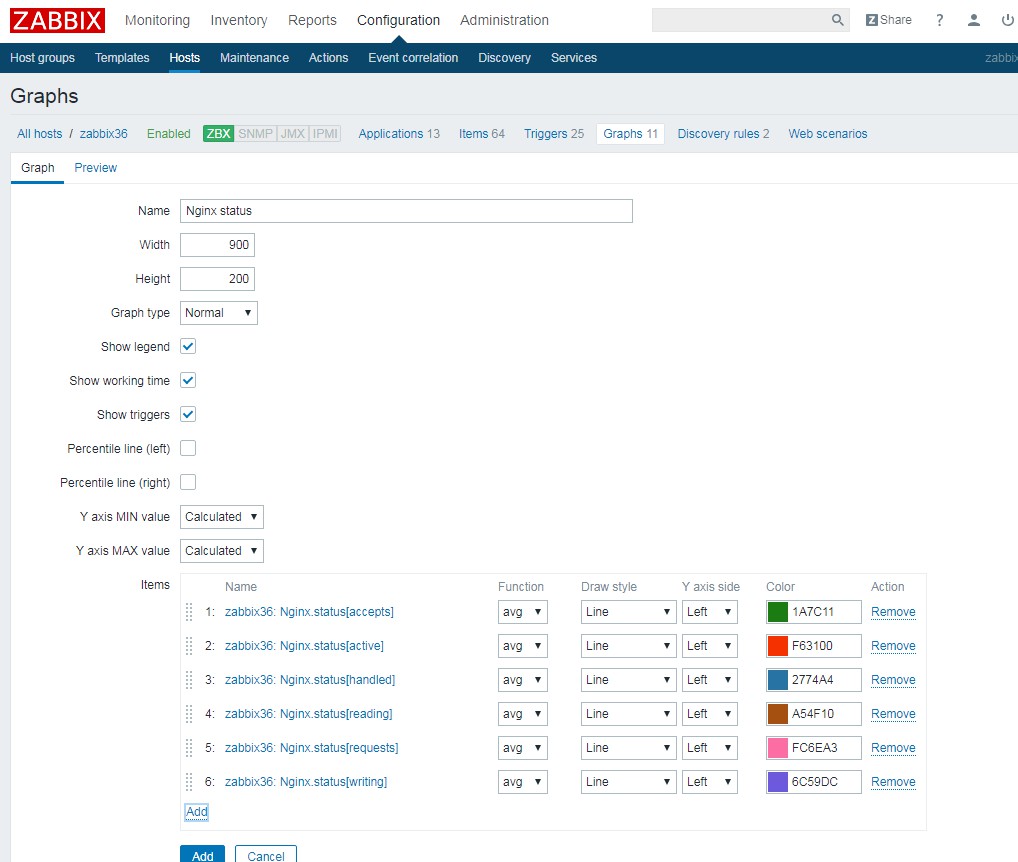 ZABBIX Monitoring Inventory Reports Configuration Administration Z Share ?
Host groups Templates Hosts Maintenance Actions Event correlation Discovery Services zabbix
Graphs
All hosts / zabbix36 Enabled ZBX SNMP JMX IPMI Applications 13 Items 64 Triggers 25 Graphs 11 Discovery rules 2 Web scenarios
Graph Preview
Name Nginx status
Width 900
Height 200
Graph type Normal
Show legend
Show working time
Show triggers
Percentile line (left)
Percentile line (right)
Y axis MIN value Calculated
Y axis MAX value Calculated
Items Name Function Draw style Y axis side Color Action
1: zabbix36: Nginx.status[accepts] avg Line Left 1A7C11 Remove
2: zabbix36: Nginx.status[active] avg Line Left F63100 Remove
3: zabbix36: Nginx.status[handled] avg Line Left 2774A4 Remove
4: zabbix36: Nginx.status[reading] avg Line Left A54F10 Remove
5: zabbix36: Nginx.status[requests] avg Line Left FC6EA3 Remove
6: zabbix36: Nginx.status[writing] avg Line Left 6C59DC Remove
Add
Add Cancel